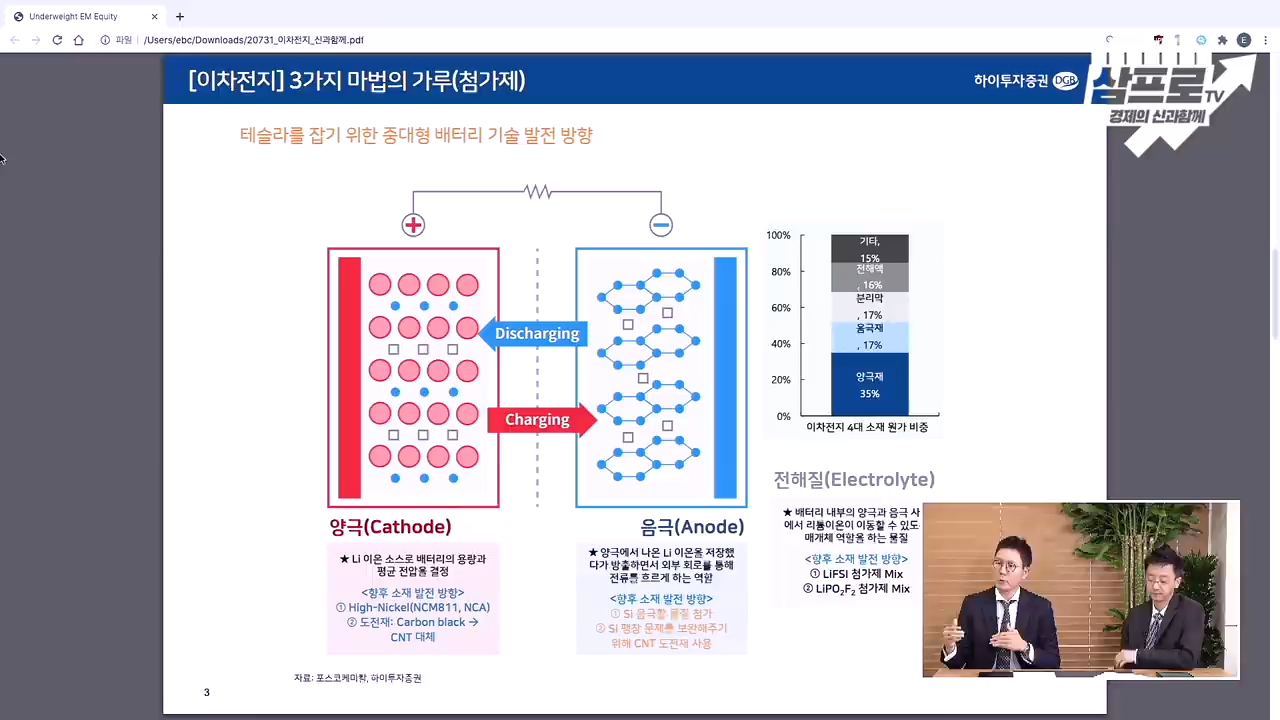 Underweight EM Equity
파일
/Users/ebc/Downloads/20731_이차전지_신과함께.pdf
E
[이차전지] 3가지 마법의 가루(첨가제)
하이투자증권 DGB
삼프로TV
경제의 신과함께
테슬라를 잡기 위한 중대형 배터리 기술 발전 방향
Discharging
Charging
양극(Cathode)
★ Li 이온 소스로 배터리의 용량과
평균 전압을 결정
<향후 소재 발전 방향>
① High-Nickel(NCM811, NCA)
② 도전재: Carbon black →
CNT 대체
음극(Anode)
★ 양극에서 나온 Li 이온을 저장했
다가 방출하면서 외부 회로를 통해
전류를 흐르게 하는 역할
<향후 소재 발전 방향>
① Si 음극활 물질 첨가
② Si 팽창 문제를 보완해주기
위해 CNT 도전재 사용
100%
80%
60%
40%
20%
0%
기타,
15%
전해액
, 16%
분리막
, 17%
음극재
, 17%
양극재
35%
이차전지 4대 소재 원가 비중
전해질(Electrolyte)
★ 배터리 내부의 양극과 음극 사
에서 리튬이온이 이동할 수 있도
매개체 역할을 하는 물질
<향후 소재 발전 방향>
① LiFSI 첨가제 Mix
② LiPO₂F₂ 첨가제 Mix
자료: 포스코케미칼, 하이투자증권
3